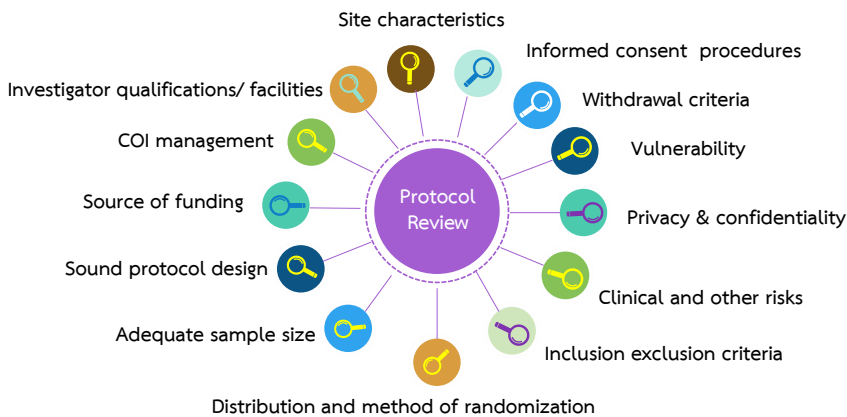 Site characteristics
Informed consent procedures
Investigator qualifications/ facilities
Withdrawal criteria
COI management
Vulnerability
Protocol
Review
Source of funding
Privacy & confidentiality
Sound protocol design
Clinical and other risks
Adequate sample size
Inclusion exclusion criteria
Distribution and method of randomization